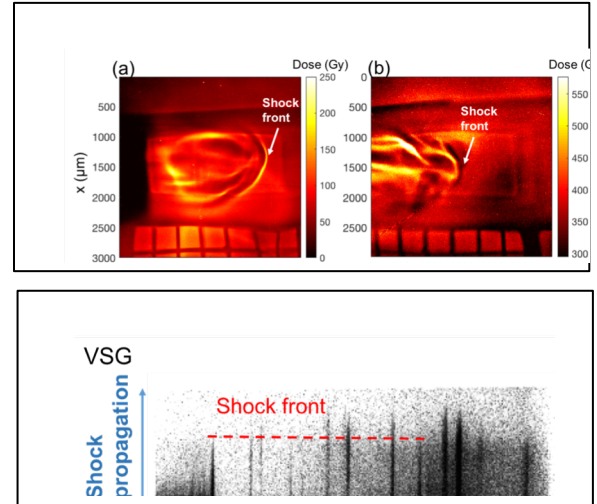 (a)
Dose (Gy)
(b)
Dose (G
250
200
150
100
50
0
Shock
front
500
1000
1500
2000
2500
3000
x (μm)
0
500
1000
1500
2000
2500
Shock
front
550
500
450
400
350
300
VSG
Shock
propagation
Shock front